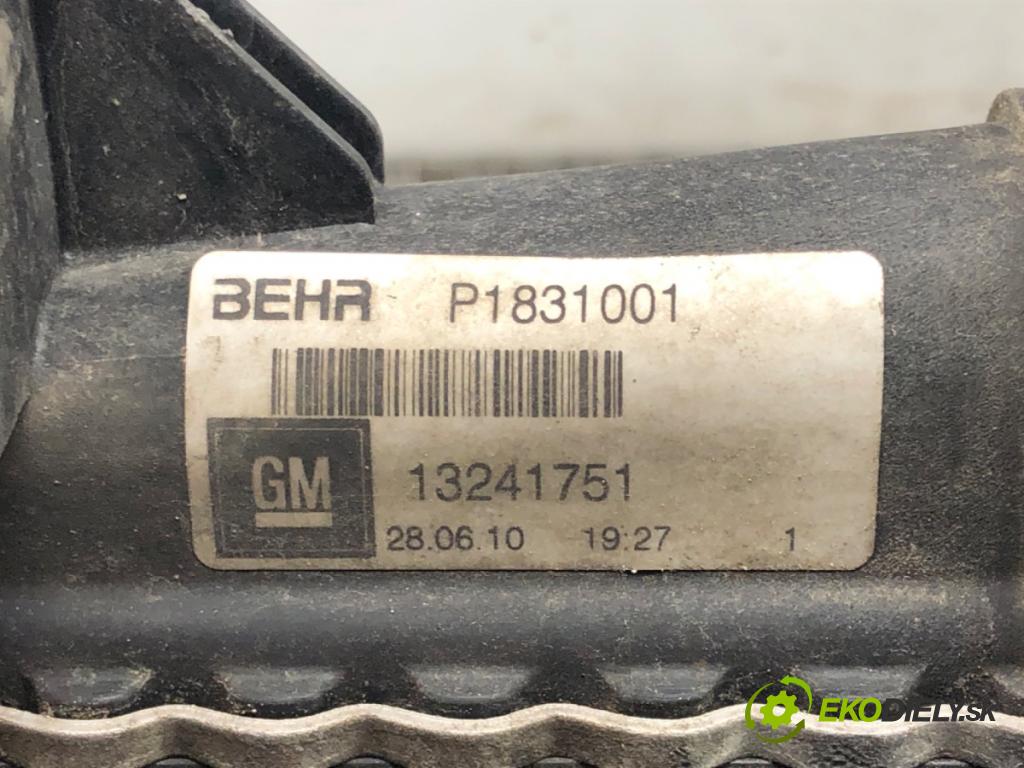 BEHR P1831001
GM 13241751
28.06.10 19:27 1
EKODIELY.SK